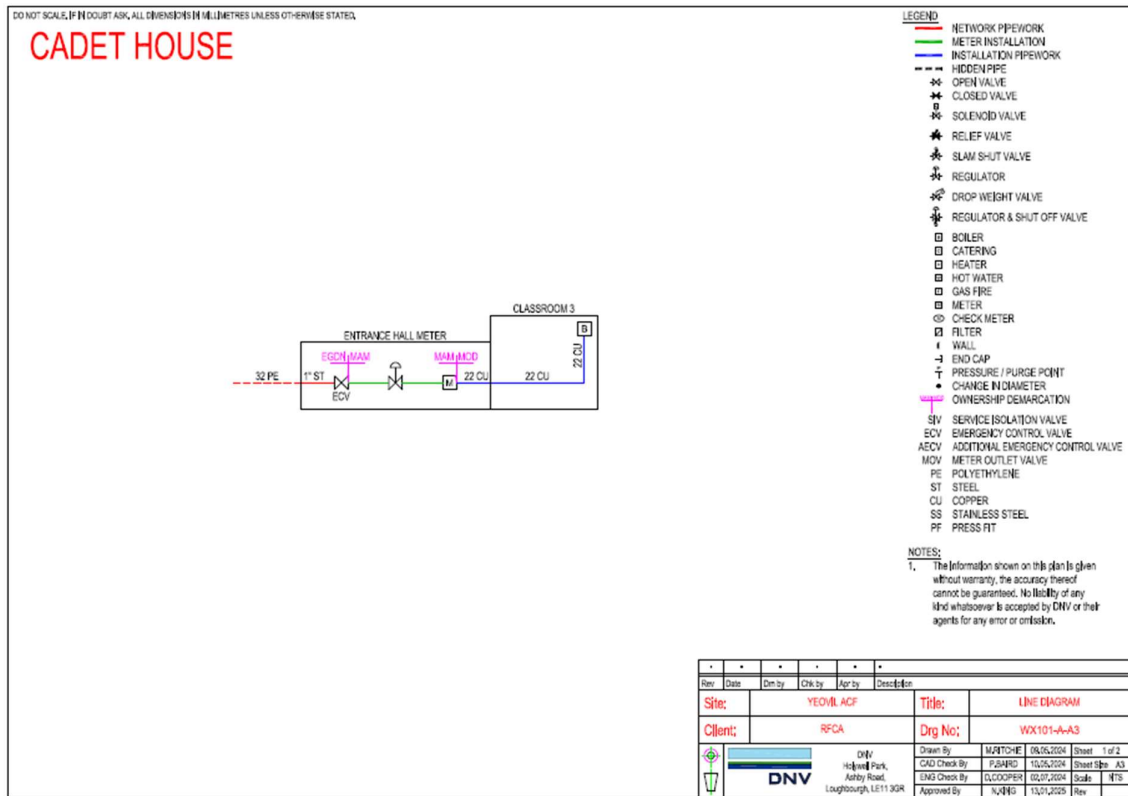 DO NOT SCALE, IF IN DOUBT ASK, ALL DIMENSIONS IN MILLIMETRES UNLESS OTHERWISE STATED.
CADET HOUSE
CLASSROOM 3
ENTRANCE HALL METER
B
EGDN MAM
MAM MOD
22 CU
32 PE
1" ST
M
22 CU
22 CU
ECV
LEGEND
NETWORK PIPEWORK
METER INSTALLATION
INSTALLATION PIPEWORK
HIDDEN PIPE
OPEN VALVE
CLOSED VALVE
SOLENOID VALVE
RELIEF VALVE
SLAM SHUT VALVE
REGULATOR
DROP WEIGHT VALVE
REGULATOR & SHUT OFF VALVE
BOILER
CATERING
HEATER
HOT WATER
GAS FIRE
METER
CHECK METER
FILTER
WALL
END CAP
PRESSURE / PURGE POINT
CHANGE IN DIAMETER
OWNERSHIP DEMARCATION
SIV SERVICE ISOLATION VALVE
ECV EMERGENCY CONTROL VALVE
AECV ADDITIONAL EMERGENCY CONTROL VALVE
MOV METER OUTLET VALVE
PE POLYETHYLENE
ST STEEL
CU COPPER
SS STAINLESS STEEL
PF PRESS FIT
NOTES:
1. The information shown on this plan is given
without warranty, the accuracy thereof
cannot be guaranteed. No liability of any
kind whatsoever is accepted by DNV or their
agents for any error or omission.
Rev Date Drn by Chk by Apr by Description
Site: YEOVIL ACF Title: LINE DIAGRAM
Client: RFCA Drg No: WX101-A-A3
DNV
DNV
Holywell Park,
Ashby Road,
Loughbourgh, LE11 3GR
Drawn By M.RITCHIE 09.05.2024 Sheet 1 of 2
CAD Check By P.BAIRD 10.05.2024 Sheet Size A3
ENG Check By D.COOPER 02.07.2024 Scale NTS
Approved By N.KING 13.01.2025 Rev